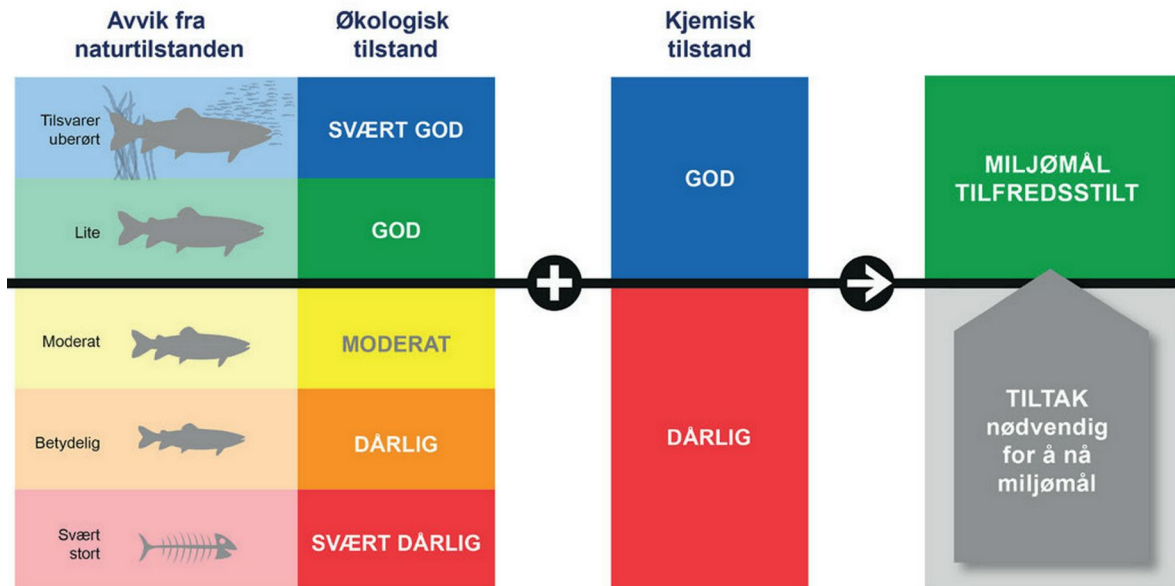 Avvik fra
naturtilstanden
Økologisk
tilstand
Kjemisk
tilstand
Tilsvarer
uberørt
SVÆRT GOD
Lite
GOD
GOD
MILJØMÅL
TILFREDSSTILT
Moderat
MODERAT
Betydelig
DÅRLIG
Svært
stort
SVÆRT DÅRLIG
DÅRLIG
TILTAK
nødvendig
for å nå
miljømål